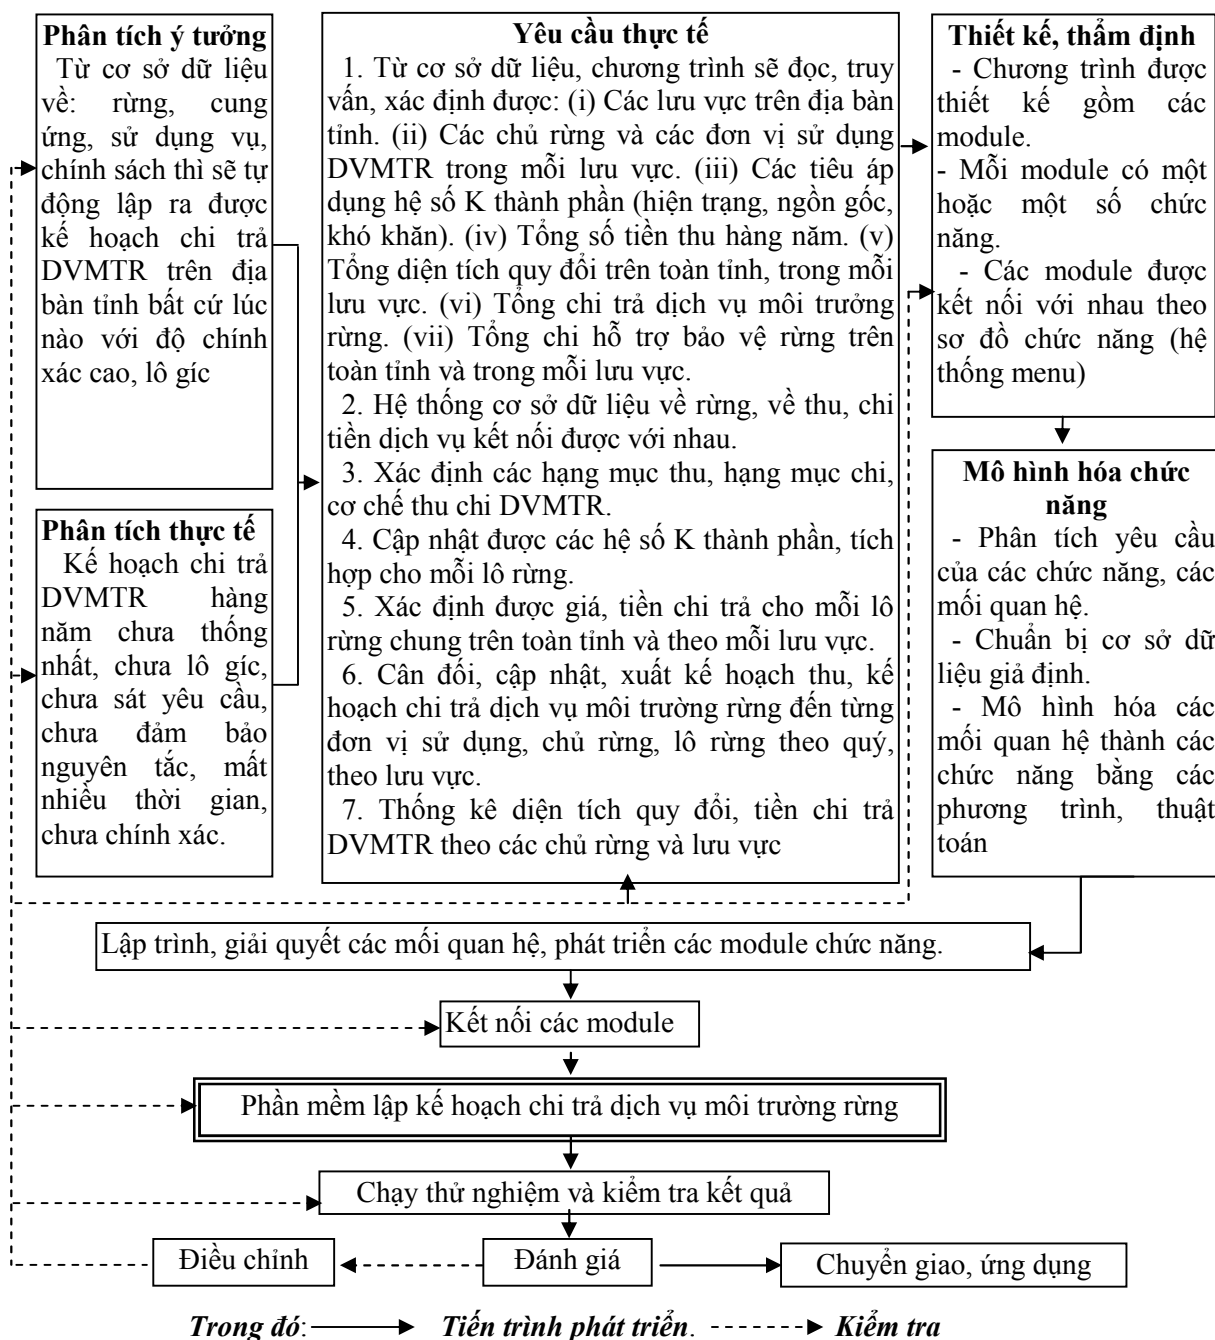 Phân tích ý tưởng
Từ cơ sở dữ liệu
về: rừng, cung
ứng, sử dụng vụ,
chính sách thì sẽ tự
động lập ra được
kế hoạch chi trả
DVMTR trên địa
bàn tỉnh bất cứ lúc
nào với độ chính
xác cao, lô gíc
Phân tích thực tế
Kế hoạch chi trả
DVMTR hàng
năm chưa thống
nhất, chưa lô gíc,
chưa sát yêu cầu,
chưa đảm bảo
nguyên tắc, mất
nhiều thời gian,
chưa chính xác.
Yêu cầu thực tế
1. Từ cơ sở dữ liệu, chương trình sẽ đọc, truy
vấn, xác định được: (i) Các lưu vực trên địa bàn
tỉnh. (ii) Các chủ rừng và các đơn vị sử dụng
DVMTR trong mỗi lưu vực. (iii) Các tiêu áp
dụng hệ số K thành phần (hiện trạng, ngồn gốc,
khó khăn). (iv) Tổng số tiền thu hàng năm. (v)
Tổng diện tích quy đổi trên toàn tỉnh, trong mỗi
lưu vực. (vi) Tổng chi trả dịch vụ môi trưởng
rừng. (vii) Tổng chi hỗ trợ bảo vệ rừng trên
toàn tỉnh và trong mỗi lưu vực.
2. Hệ thống cơ sở dữ liệu về rừng, về thu, chi
tiền dịch vụ kết nối được với nhau.
3. Xác định các hạng mục thu, hạng mục chi,
cơ chế thu chi DVMTR.
4. Cập nhật được các hệ số K thành phần, tích
hợp cho mỗi lô rừng.
5. Xác định được giá, tiền chi trả cho mỗi lô
rừng chung trên toàn tỉnh và theo mỗi lưu vực.
6. Cân đối, cập nhật, xuất kế hoạch thu, kế
hoạch chi trả dịch vụ môi trường rừng đến từng
đơn vị sử dụng, chủ rừng, lô rừng theo quý,
theo lưu vực.
7. Thống kê diện tích quy đổi, tiền chi trả
DVMTR theo các chủ rừng và lưu vực
Thiết kế, thẩm định
- Chương trình được
thiết kế gồm các
module.
- Mỗi module có một
hoặc một số chức
năng.
- Các module được
kết nối với nhau theo
sơ đồ chức năng (hệ
thống menu)
Mô hình hóa chức
năng
- Phân tích yêu cầu
của các chức năng, các
mối quan hệ.
- Chuẩn bị cơ sở dữ
liệu giả định.
- Mô hình hóa các
mối quan hệ thành các
chức năng bằng các
phương trình, thuật
toán
Lập trình, giải quyết các mối quan hệ, phát triển các module chức năng.
Kết nối các module
Phần mềm lập kế hoạch chi trả dịch vụ môi trường rừng
Chạy thử nghiệm và kiểm tra kết quả
Điều chỉnh
Đánh giá
Chuyển giao, ứng dụng
Trong đó: Tiến trình phát triển. Kiểm tra